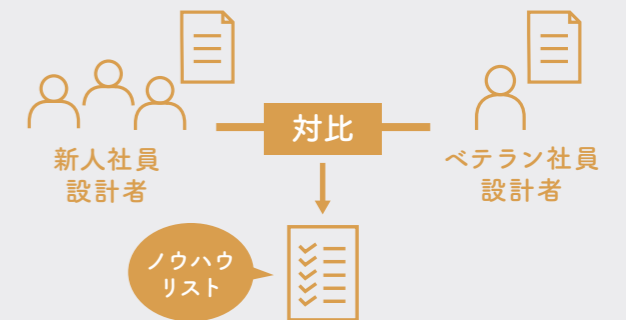 対比
新人社員
設計者
ベテラン社員
設計者
ノウハウ
リスト